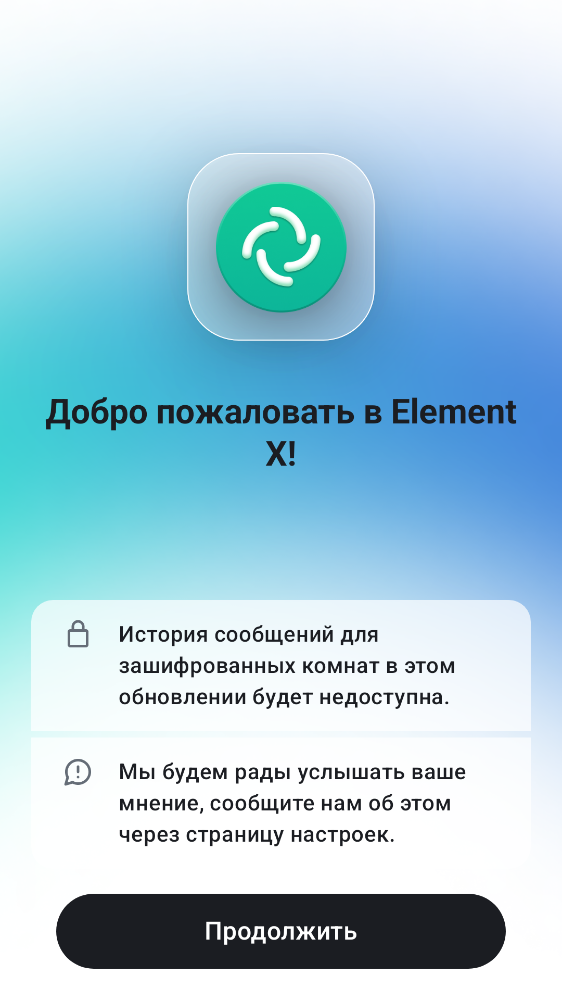 Добро пожаловать в Element
X!
История сообщений для
зашифрованных комнат в этом
обновлении будет недоступна.
Мы будем рады услышать ваше
мнение, сообщите нам об этом
через страницу настроек.
Продолжить